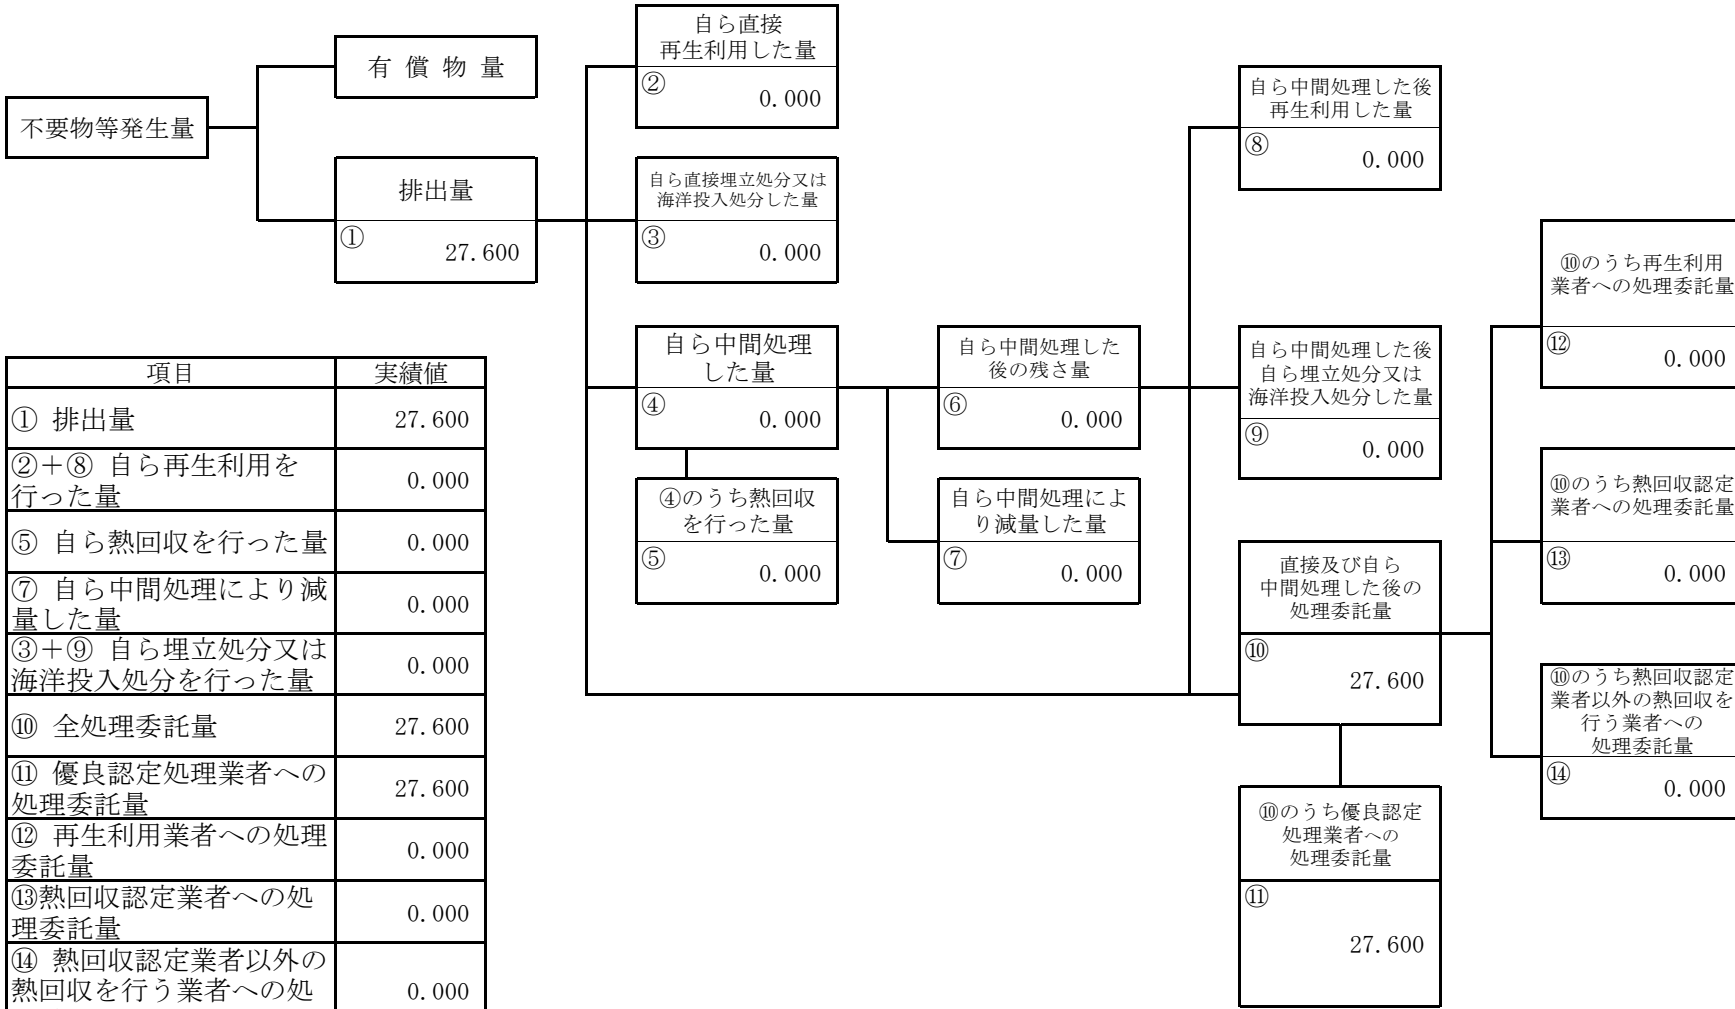 不要物等発生量
有 償 物 量
排出量
①
27.600
自ら直接
再生利用した量
②
0.000
自ら直接埋立処分又は
海洋投入処分した量
③
0.000
自ら中間処理
した量
④
0.000
④のうち熱回収
を行った量
⑤
0.000
自ら中間処理した
後の残さ量
⑥
0.000
自ら中間処理によ
り減量した量
⑦
0.000
自ら中間処理した後
再生利用した量
⑧
0.000
自ら中間処理した後
自ら埋立処分又は
海洋投入処分した量
⑨
0.000
直接及び自ら
中間処理した後の
処理委託量
⑩
27.600
⑩のうち優良認定
処理業者への
処理委託量
⑪
27.600
⑩のうち再生利用
業者への処理委託量
⑫
0.000
⑩のうち熱回収認定
業者への処理委託量
⑬
0.000
⑩のうち熱回収認定
業者以外の熱回収を
行う業者への
処理委託量
⑭
0.000
項目 実績値
① 排出量 27.600
②＋⑧ 自ら再生利用を
行った量 0.000
⑤ 自ら熱回収を行った量 0.000
⑦ 自ら中間処理により減
量した量 0.000
③＋⑨ 自ら埋立処分又は
海洋投入処分を行った量 0.000
⑩ 全処理委託量 27.600
⑪ 優良認定処理業者への
処理委託量 27.600
⑫ 再生利用業者への処理
委託量 0.000
⑬熱回収認定業者への処
理委託量 0.000
⑭ 熱回収認定業者以外の
熱回収を行う業者への処 0.000